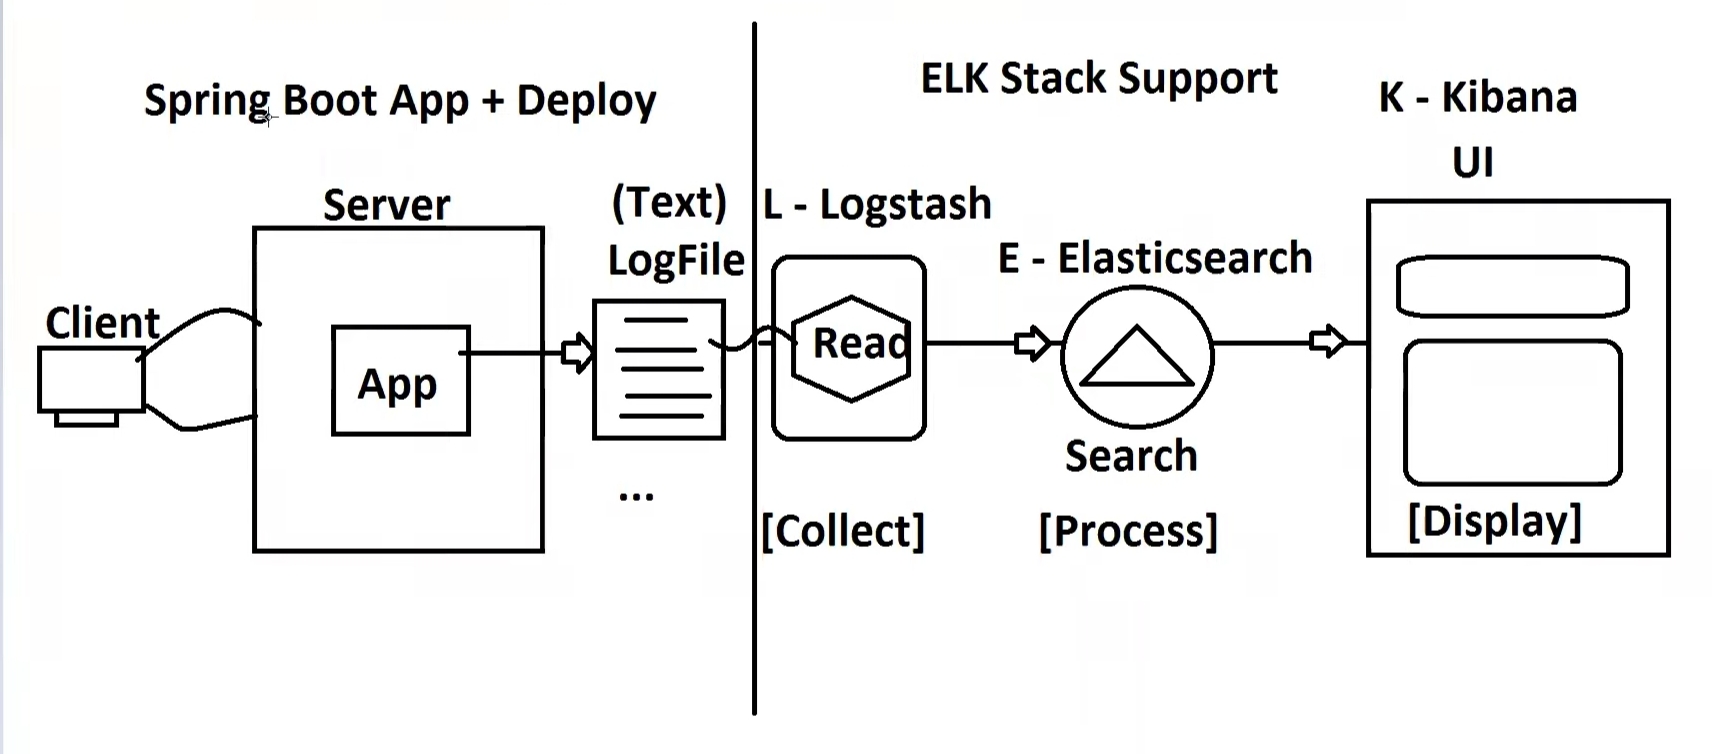 Spring Boot App + Deploy
ELK Stack Support
K - Kibana
UI
Server
(Text)
LogFile
L - Logstash
E - Elasticsearch
Client
App
Read
Search
...
[Collect]
[Process]
[Display]